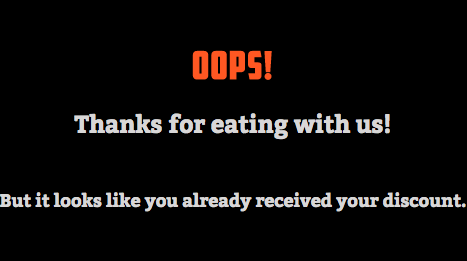 OOPS!
Thanks for eating with us!
But it looks like you already received your discount.